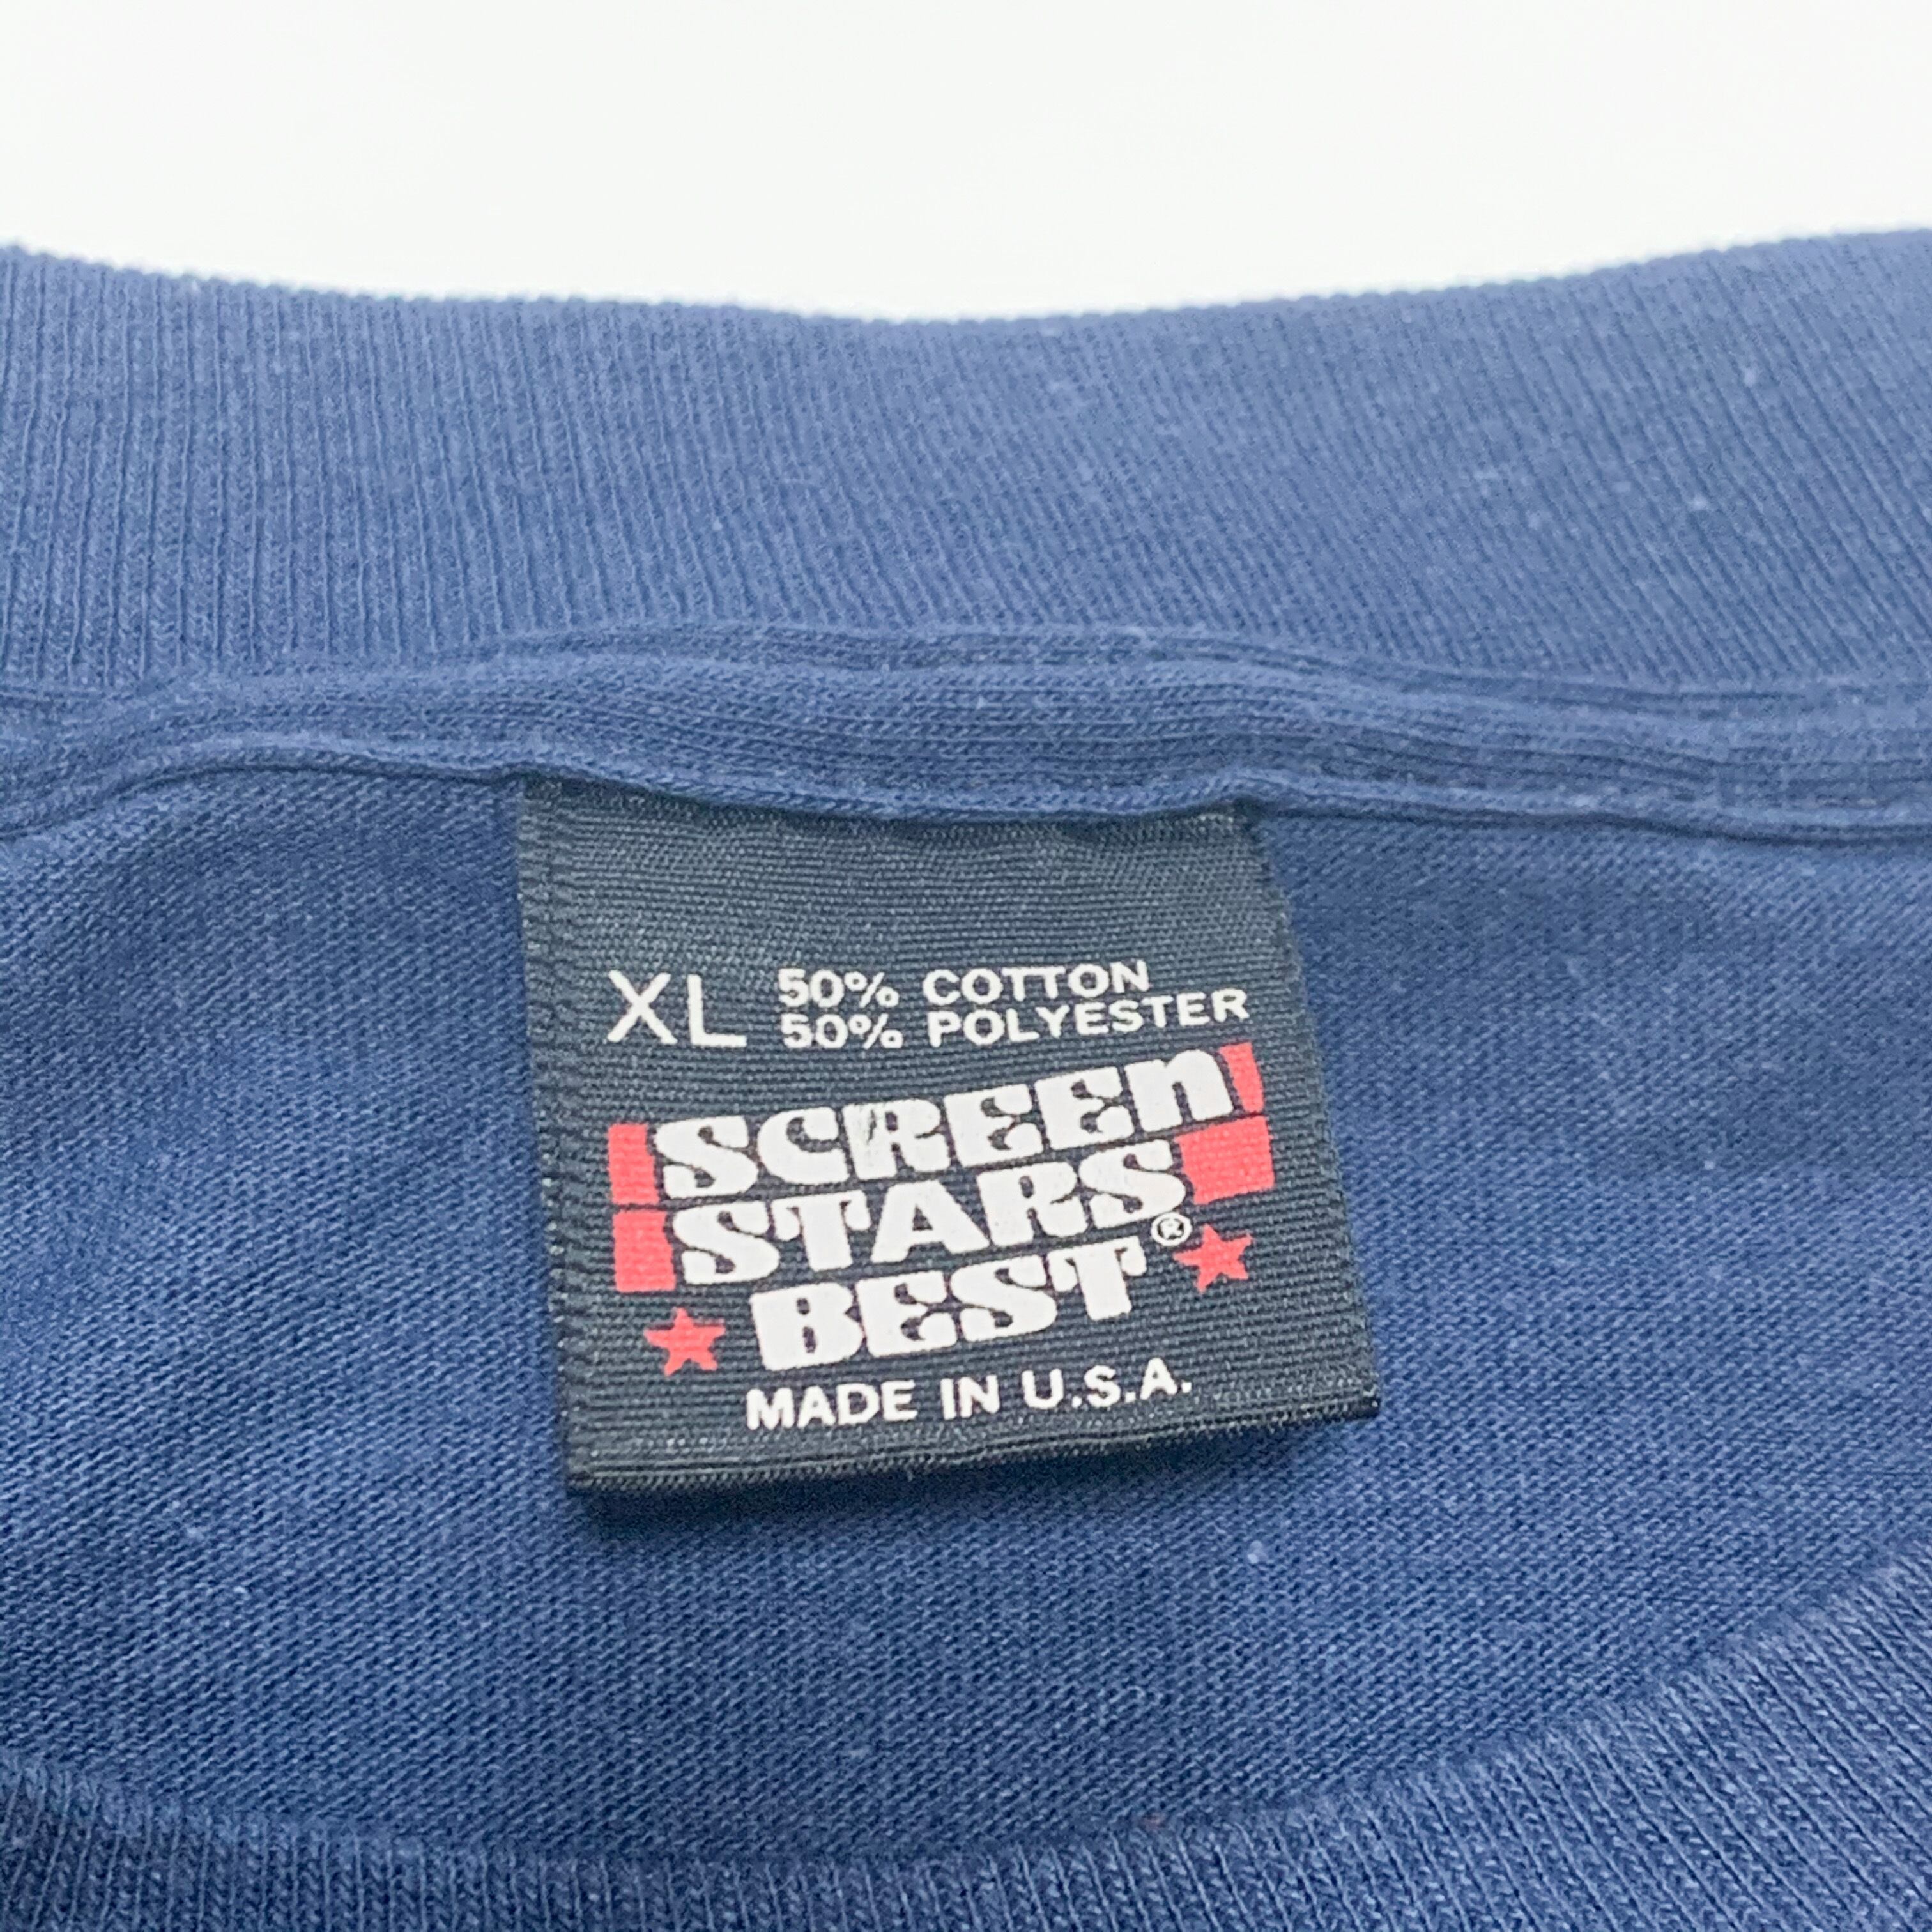 XL 50% COTTON
50% POLYESTER
SCREEN
STARS
BEST®
MADE IN U.S.A.